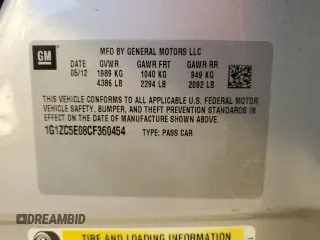 GM
MFD BY GENERAL MOTORS LLC
DATE GVWR GAWR FRT GAWR RR
05/12 1989 KG 1040 KG 949 KG
4386 LB 2294 LB 2092 LB
THIS VEHICLE CONFORMS TO ALL APPLICABLE U.S. FEDERAL MOTOR VEHICLE
SAFETY, BUMPER, AND THEFT PREVENTION STANDARDS IN EFFECT ON THE
DATE OF MANUFACTURE SHOWN ABOVE.
1G1ZC5E08CF360454 TYPE: PASS CAR
TIRE AND LOADING INFORMATION
DREAMBID